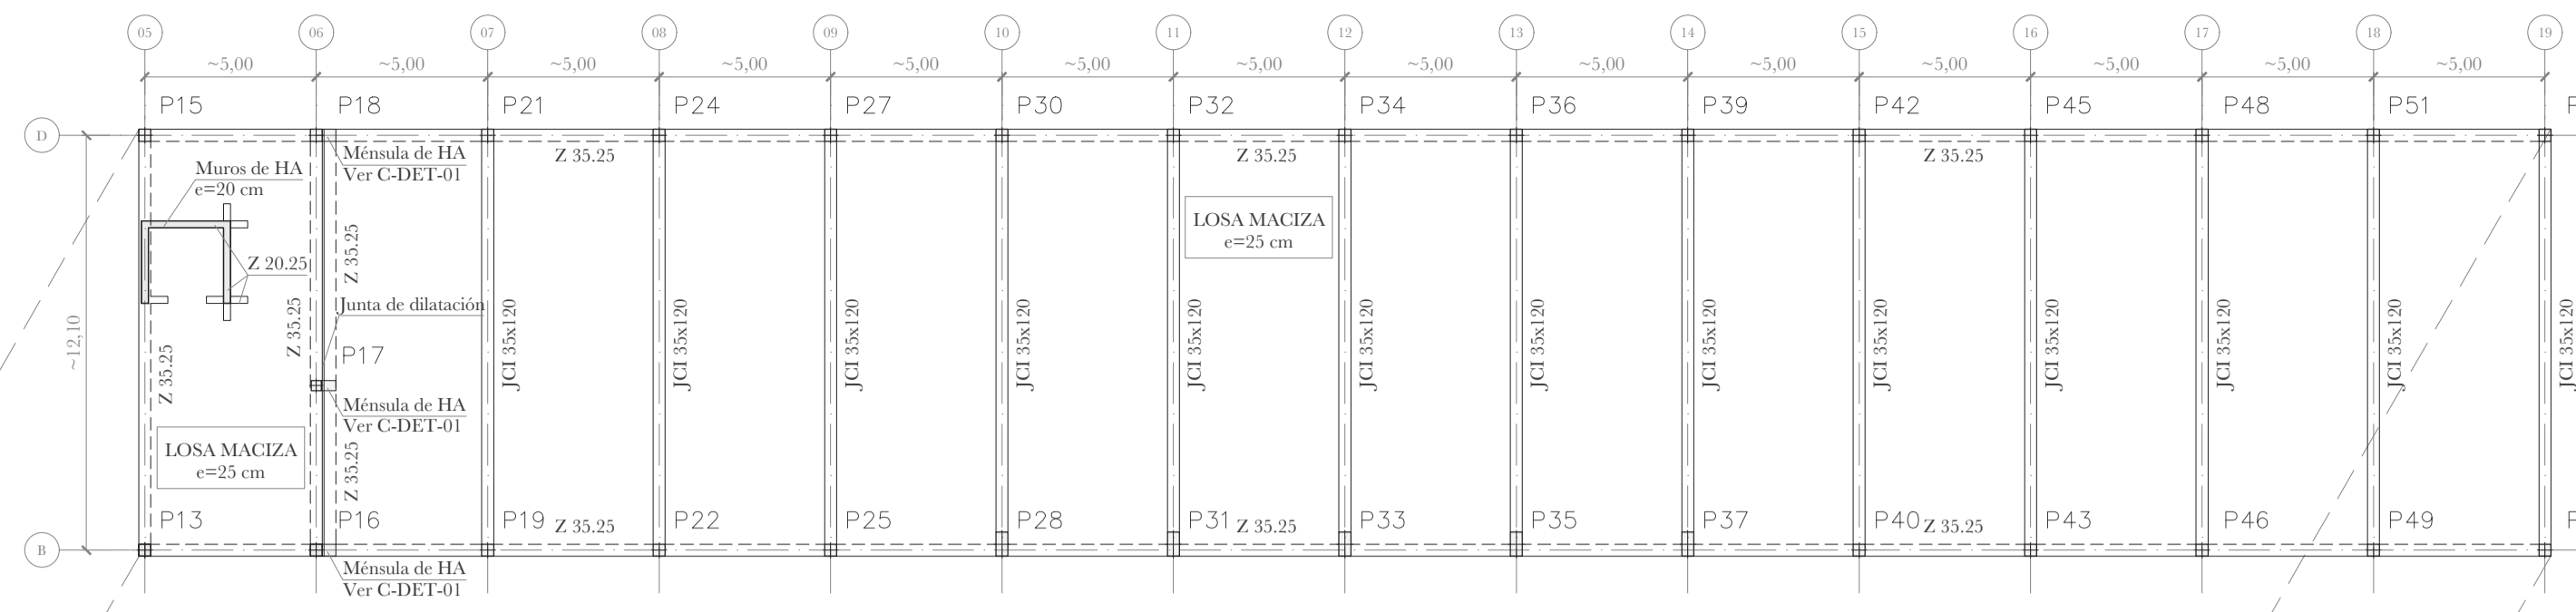 05 06 07 08 09 10 11 12 13 14 15 16 17 18 19
~5,00 ~5,00 ~5,00 ~5,00 ~5,00 ~5,00 ~5,00 ~5,00 ~5,00 ~5,00 ~5,00 ~5,00 ~5,00 ~5,00
P15 P18 P21 P24 P27 P30 P32 P34 P36 P39 P42 P45 P48 P51
D
Ménsula de HA
Ver C-DET-01
Z 35.25 Z 35.25 Z 35.25
Muros de HA
e=20 cm
LOSA MACIZA
e=25 cm
Z 35.25
Z 20.25
Junta de dilatación
Z 35.25
~12,10
Z 35.25
P17
JCI 35x120 JCI 35x120 JCI 35x120 JCI 35x120 JCI 35x120 JCI 35x120 JCI 35x120 JCI 35x120 JCI 35x120 JCI 35x120 JCI 35x120 JCI 35x120 JCI 35x120
Ménsula de HA
Ver C-DET-01
LOSA MACIZA
e=25 cm
Z 35.25
P13 P16 P19 Z 35.25 P22 P25 P28 P31 Z 35.25 P33 P35 P37 P40 Z 35.25 P43 P46 P49
B
Ménsula de HA
Ver C-DET-01